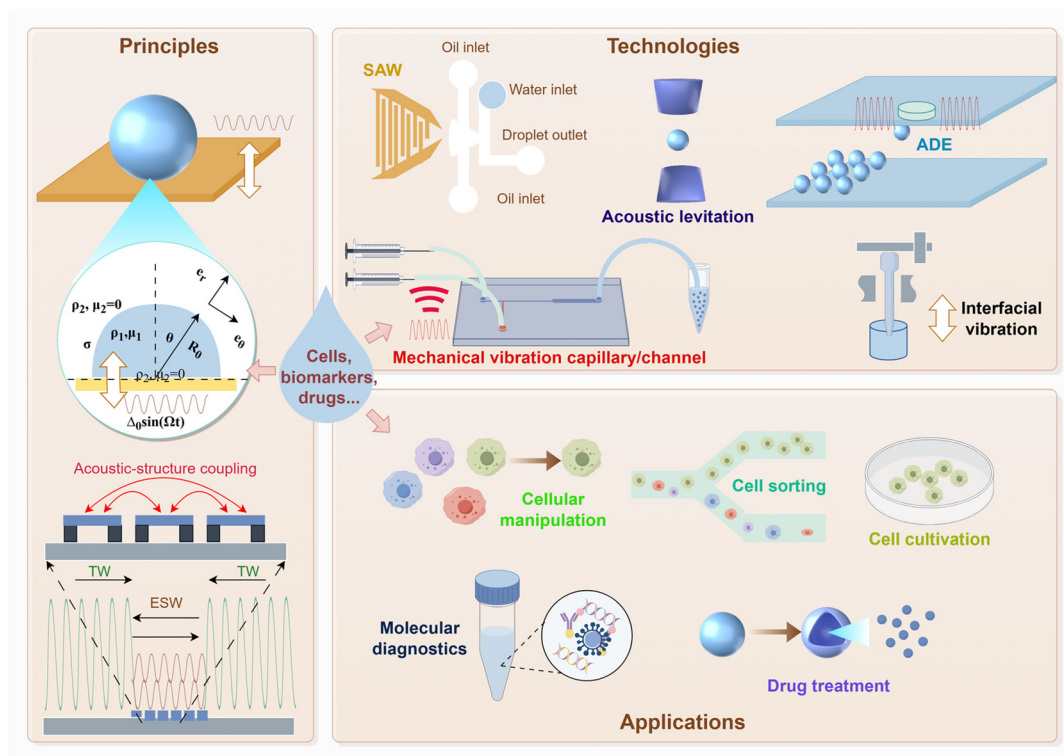 Principles
e_r
ρ₂, μ₂=0
e_θ
ρ₁,μ₁
θ
R₀
σ
ρ₂, μ₂=0
Δ₀sin(Ωt)
Acoustic-structure coupling
TW
TW
ESW
Cells,
biomarkers,
drugs...
Technologies
Oil inlet
SAW
Water inlet
Droplet outlet
Oil inlet
Acoustic levitation
ADE
Mechanical vibration capillary/channel
Interfacial
vibration
Cellular
manipulation
Cell sorting
Cell cultivation
Molecular
diagnostics
Drug treatment
Applications